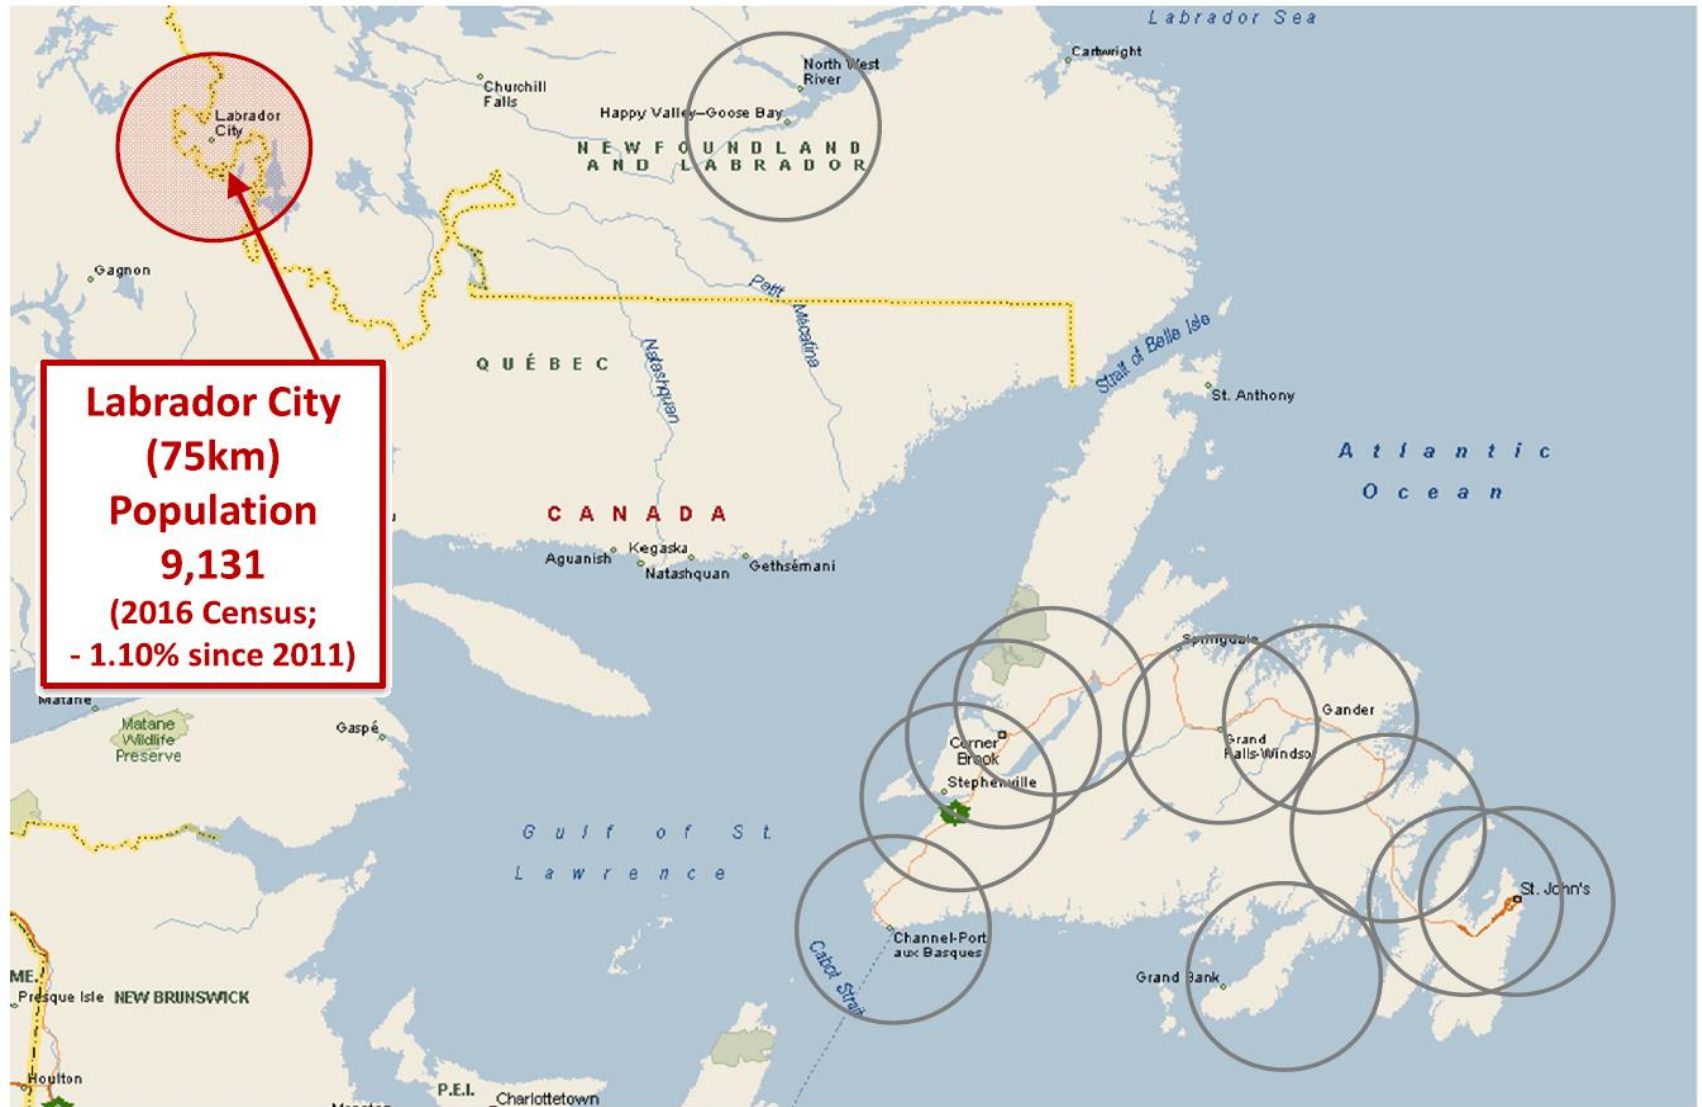 Labrador Sea
Cartwright
North West
River
Churchill
Falls
Happy Valley-Goose Bay
Labrador
City
NEWFOUNDLAND
AND LABRADOR
Gagnon
Petit
Mécatina
Strait of Belle Isle
QUÉBEC
Natashquan
St. Anthony
Labrador City
(75km)
Population
9,131
(2016 Census;
- 1.10% since 2011)
Atlantic
Ocean
CANADA
Aguanish
Kegaska
Natashquan
Gethsémani
Springdale
Matane
Matane
Wildlife
Preserve
Gaspé
Gander
Grand
Falls-Windso
Corner
Brook
Stephenville
Gulf of St.
Lawrence
St. John's
Channel-Port
aux Basques
Cabot Strait
Grand Bank
ME.
Presque Isle
NEW BRUNSWICK
Houlton
P.E.I.
Charlottetown